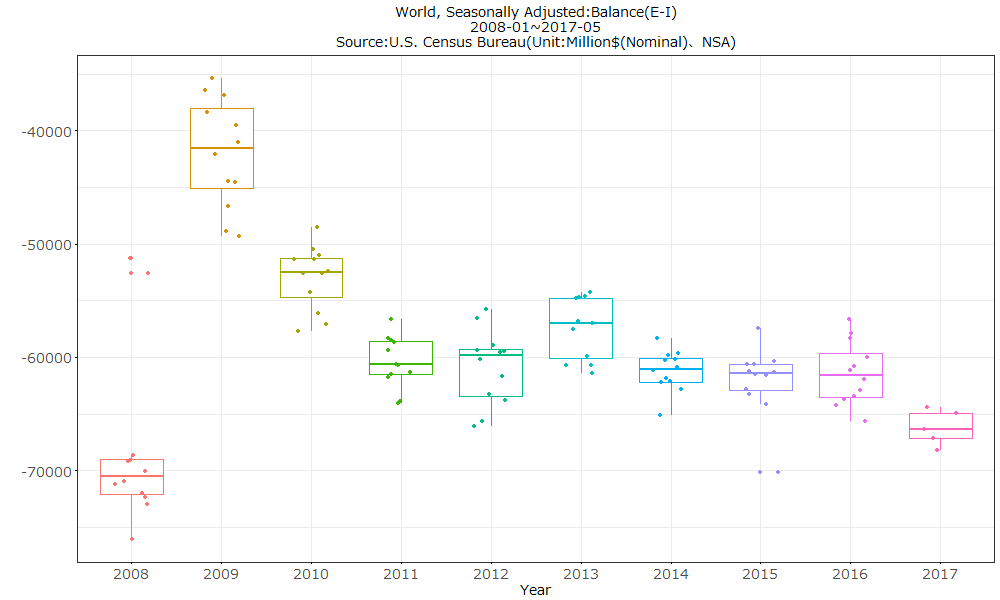 World, Seasonally Adjusted:Balance(E-I)
2008-01~2017-05
Source:U.S. Census Bureau(Unit:Million$(Nominal)、NSA)
-40000
-50000
-60000
-70000
2008 2009 2010 2011 2012 2013 2014 2015 2016 2017
Year